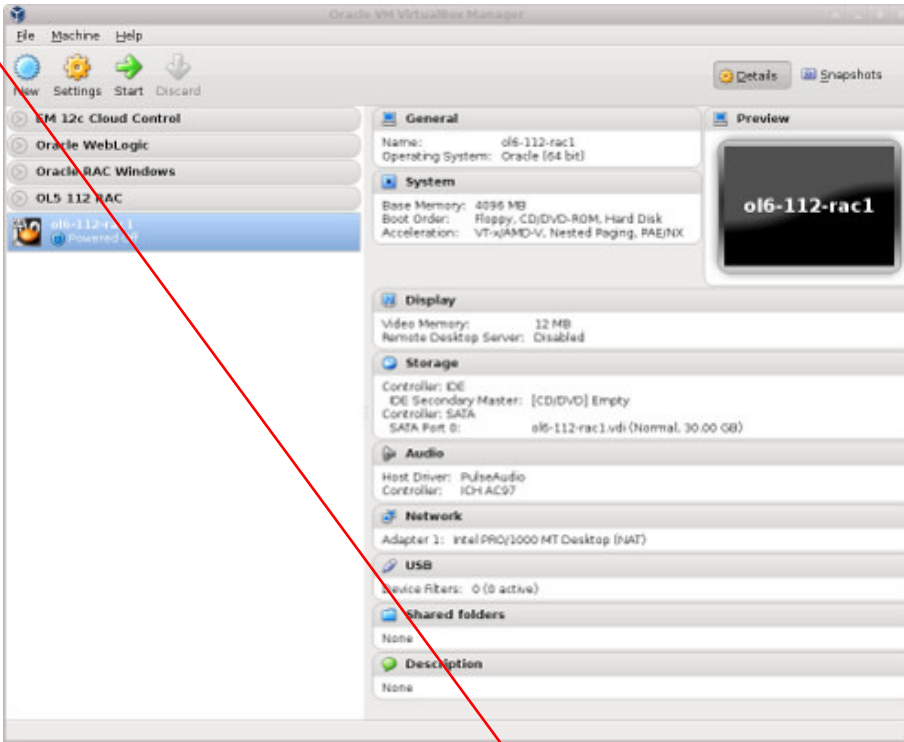 Oracle VM VirtualBox Manager
File Machine Help
New Settings Start Discard
Details Snapshots
EM 12c Cloud Control
Oracle WebLogic
Oracle RAC Windows
OL5 112 RAC
ol6-112-rac1
Powered Off
General
Name: ol6-112-rac1
Operating System: Oracle (64 bit)
System
Base Memory: 4096 MB
Boot Order: Floppy, CD/DVD-ROM, Hard Disk
Acceleration: VT-x/AMD-V, Nested Paging, PAE/NX
Preview
ol6-112-rac1
Display
Video Memory: 12 MB
Remote Desktop Server: Disabled
Storage
Controller: IDE
IDE Secondary Master: [CD/DVD] Empty
Controller: SATA
SATA Port 0: ol6-112-rac1.vdi (Normal, 30.00 GB)
Audio
Host Driver: PulseAudio
Controller: ICH AC97
Network
Adapter 1: Intel PRO/1000 MT Desktop (NAT)
USB
Device Filters: 0 (0 active)
Shared folders
None
Description
None